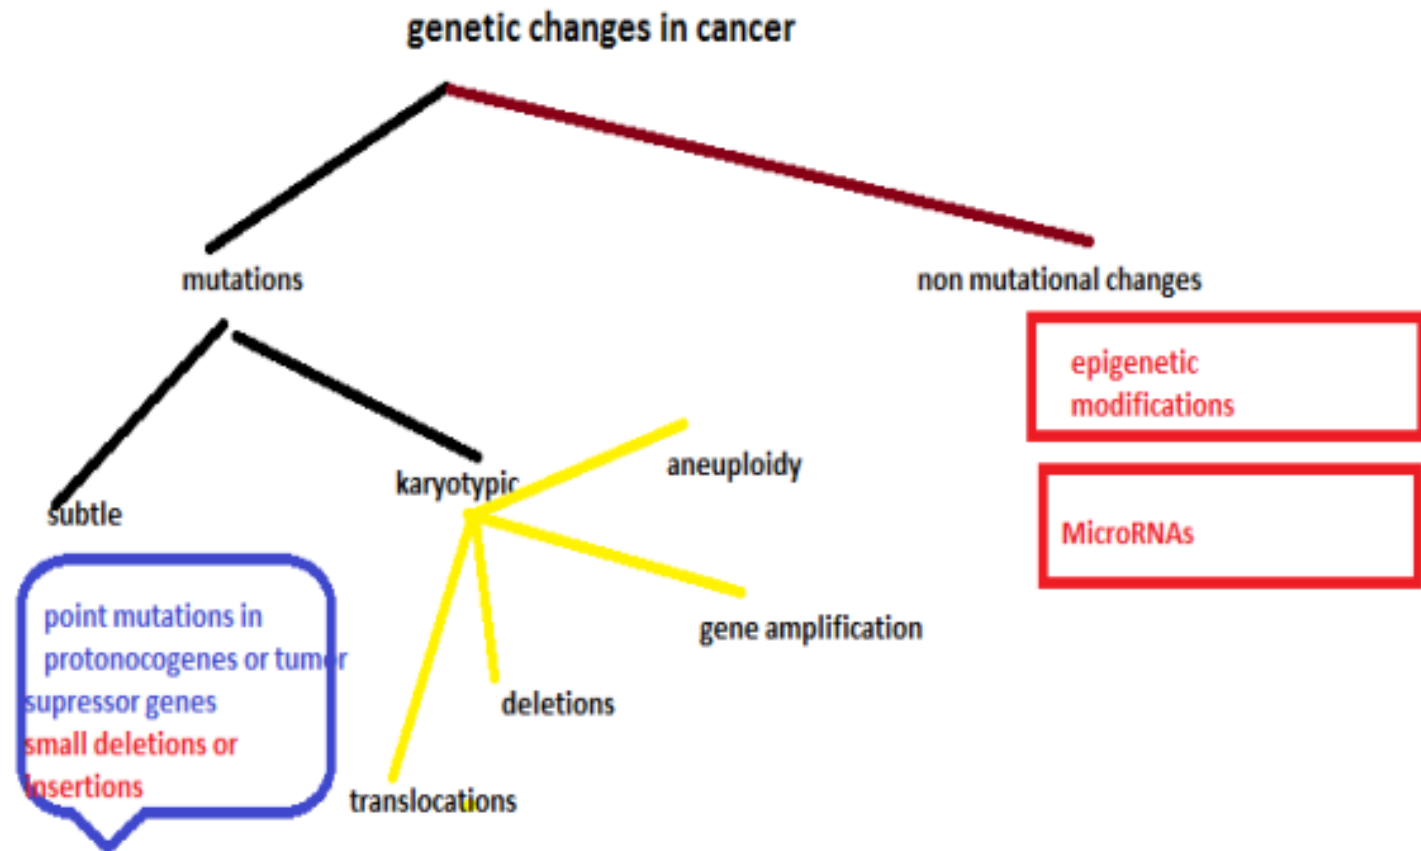 genetic changes in cancer
mutations
non mutational changes
epigenetic
modifications
aneuploidy
karyotypic
subtle
MicroRNAs
point mutations in
protonocogenes or tumor
supressor genes
small deletions or
insertions
gene amplification
deletions
translocations